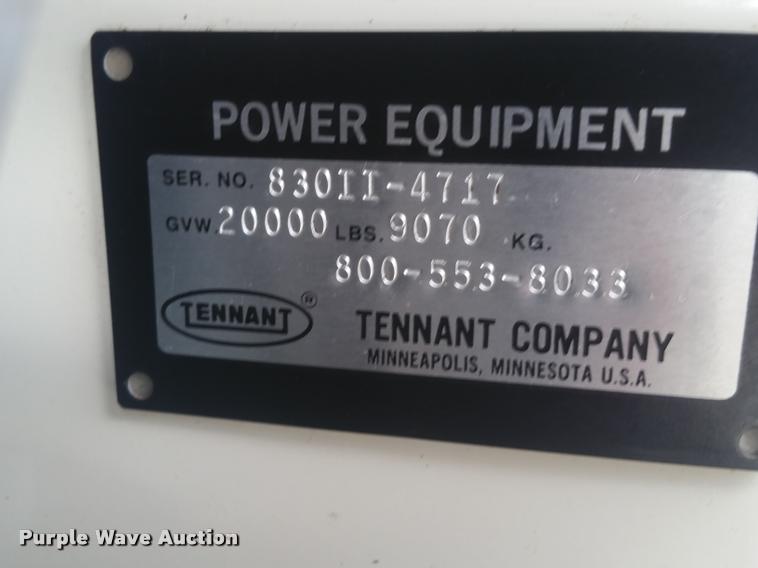 POWER EQUIPMENT
SER. NO. 830II-4717
GVW. 20000 LBS. 9070 KG.
800-553-8033
TENNANT ®
TENNANT COMPANY
MINNEAPOLIS, MINNESOTA U.S.A.
Purple Wave Auction